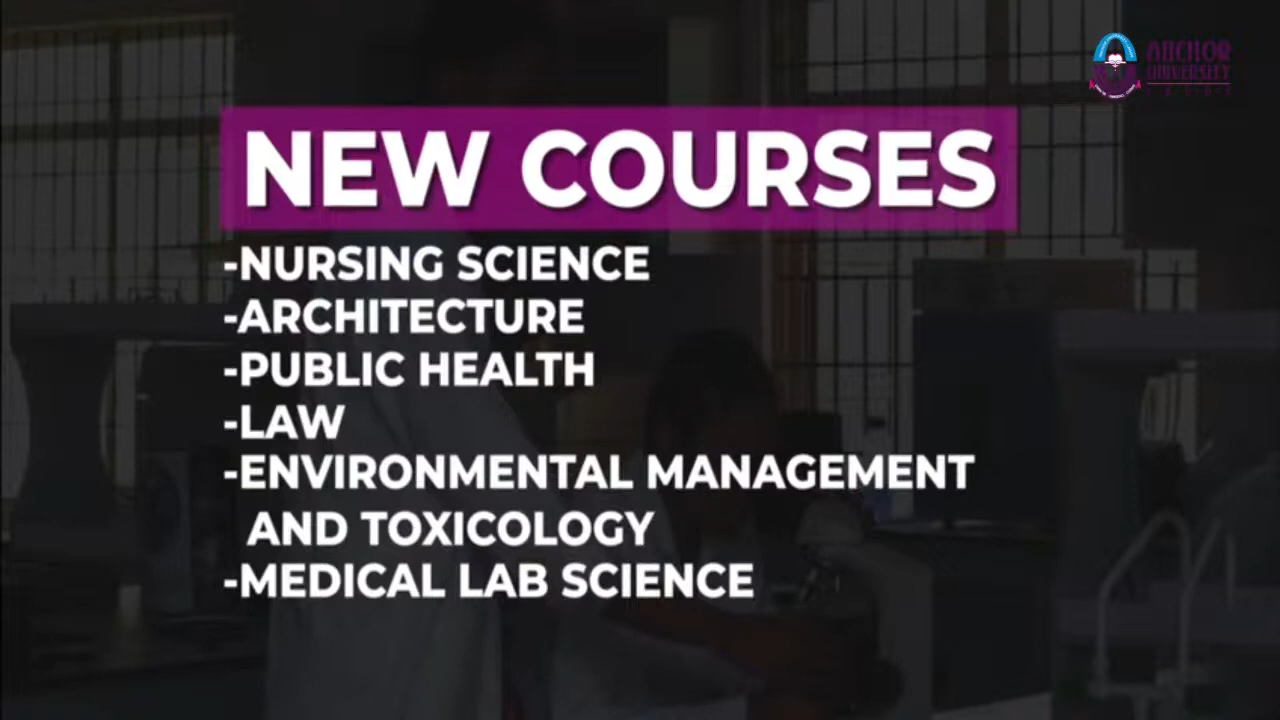 ANCHOR
UNIVERSITY
NEW COURSES
-NURSING SCIENCE
-ARCHITECTURE
-PUBLIC HEALTH
-LAW
-ENVIRONMENTAL MANAGEMENT
AND TOXICOLOGY
-MEDICAL LAB SCIENCE